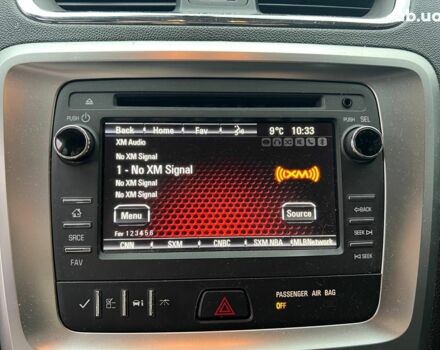 b.ua
PUSH
PUSH SEL
Back Home Fav 9°C 10:33
XM Audio
No XM Signal
1 - No XM Signal
((XM))
No XM Signal
No XM Signal
Menu Source
Fav 1 2 3 4 5 6
CNN SXM CNBC SXM NBA MLBNetwork
SRCE
FAV
BACK
SEEK
SEEK
PASSENGER AIR BAG
OFF